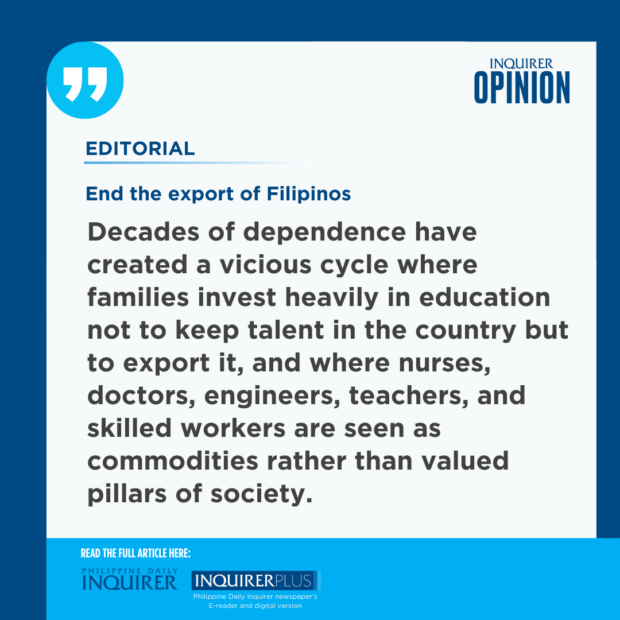 INQUIRER
OPINION
EDITORIAL
End the export of Filipinos
Decades of dependence have
created a vicious cycle where
families invest heavily in education
not to keep talent in the country but
to export it, and where nurses,
doctors, engineers, teachers, and
skilled workers are seen as
commodities rather than valued
pillars of society.
READ THE FULL ARTICLE HERE:
PHILIPPINE DAILY
INQUIRER
INQUIRERPLUS
Philippine Daily Inquirer newspaper's
E-reader and digital version